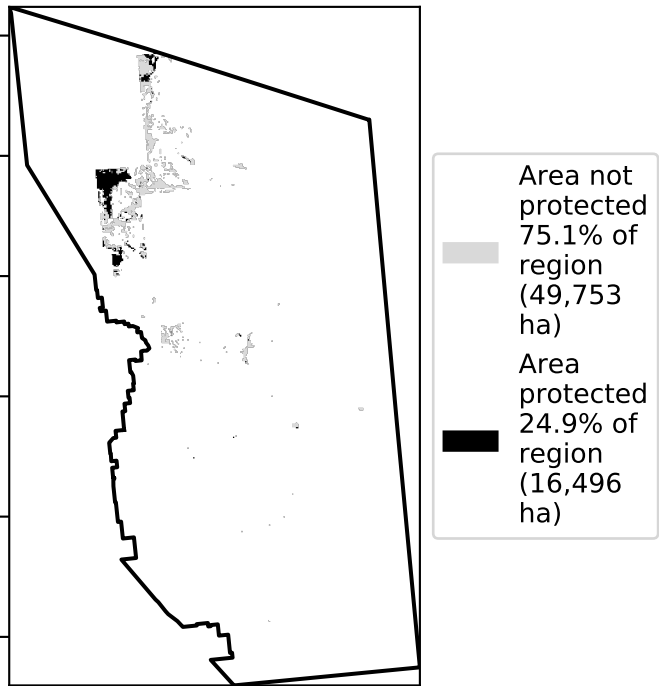 Area not
protected
75.1% of
region
(49,753
ha)
Area
protected
24.9% of
region
(16,496
ha)